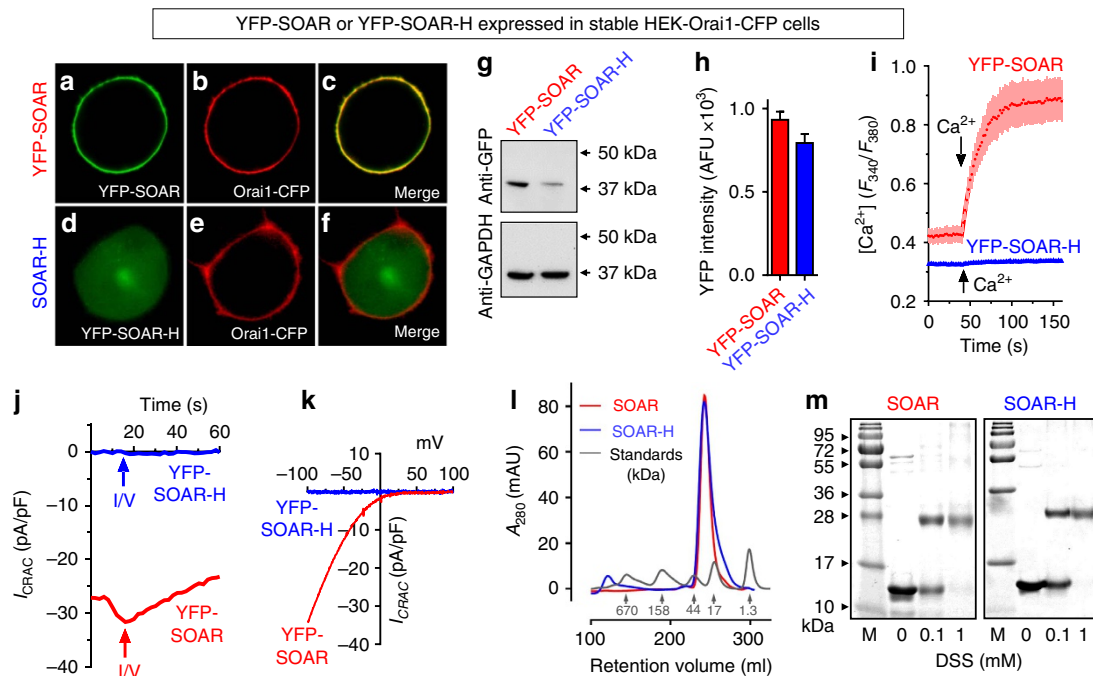 YFP-SOAR or YFP-SOAR-H expressed in stable HEK-Orai1-CFP cells
YFP-SOAR
a
YFP-SOAR
b
Orai1-CFP
c
Merge
SOAR-H
d
YFP-SOAR-H
e
Orai1-CFP
f
Merge
g
YFP-SOAR
YFP-SOAR-H
Anti-GFP
50 kDa
37 kDa
Anti-GAPDH
50 kDa
37 kDa
h
YFP intensity (AFU ×10³)
1.0
0.5
0.0
YFP-SOAR
YFP-SOAR-H
i
[Ca²⁺] (F₃₄₀/F₃₈₀)
1.0
0.8
0.6
0.4
0.2
YFP-SOAR
Ca²⁺
YFP-SOAR-H
Ca²⁺
0 50 100 150
Time (s)
j
Time (s)
20 40 60
I_CRAC (pA/pF)
0
−10
−20
−30
−40
I/V
YFP-
SOAR-H
YFP-
SOAR
I/V
k
mV
10
−100 −50 0 50 100
YFP-
SOAR-H
−10
−20
−30
−40
I_CRAC (pA/pF)
YFP-
SOAR
l
A₂₈₀ (mAU)
80
60
40
20
0
SOAR
SOAR-H
Standards
(kDa)
670 158 44 17 1.3
100 200 300
Retention volume (ml)
m
SOAR SOAR-H
95
72
55
36
28
17
10
kDa
M 0 0.1 1 M 0 0.1 1
DSS (mM)